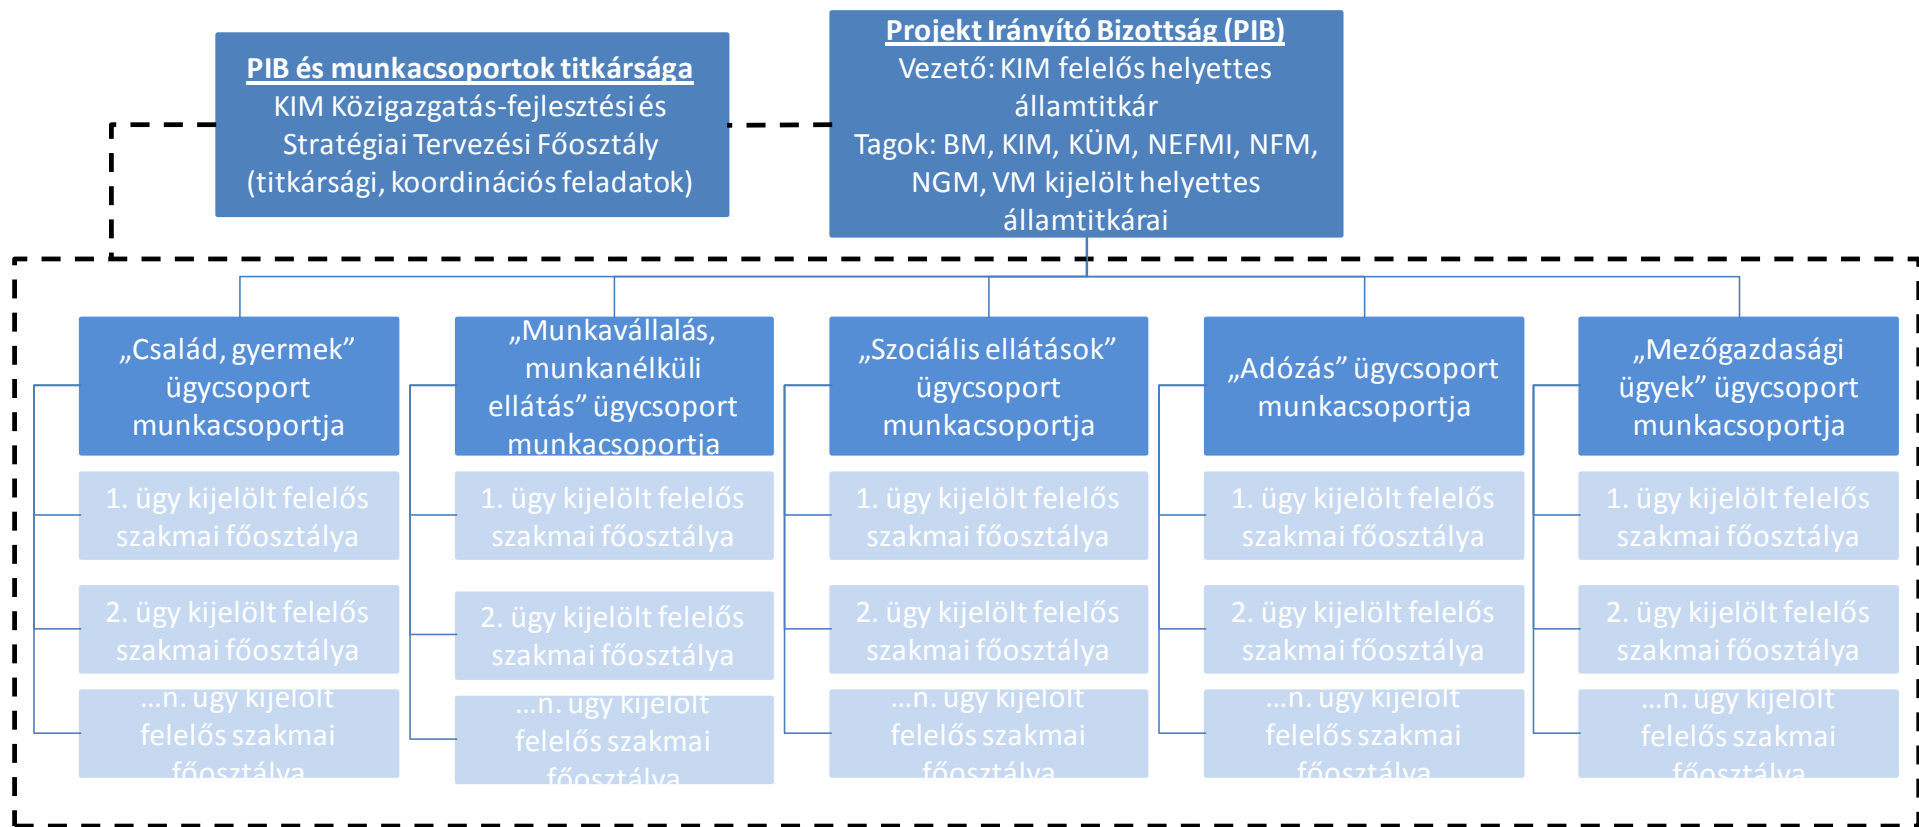 PIB és munkacsoportok titkársága
KIM Közigazgatás-fejlesztési és
Stratégiai Tervezési Főosztály
(titkársági, koordinációs feladatok)
Projekt Irányító Bizottság (PIB)
Vezető: KIM felelős helyettes
államtitkár
Tagok: BM, KIM, KÜM, NEFMI, NFM,
NGM, VM kijelölt helyettes
államtitkárai
„Család, gyermek”
ügycsoport
munkacsoportja
1. ügy kijelölt felelős
szakmai főosztálya
2. ügy kijelölt felelős
szakmai főosztálya
...n. ügy kijelölt
felelős szakmai
főosztálya
„Munkavállalás,
munkanélküli
ellátás” ügycsoport
munkacsoportja
1. ügy kijelölt felelős
szakmai főosztálya
2. ügy kijelölt felelős
szakmai főosztálya
...n. ügy kijelölt
felelős szakmai
főosztálya
„Szociális ellátások”
ügycsoport
munkacsoportja
1. ügy kijelölt felelős
szakmai főosztálya
2. ügy kijelölt felelős
szakmai főosztálya
...n. ügy kijelölt
felelős szakmai
főosztálya
„Adózás” ügycsoport
munkacsoportja
1. ügy kijelölt felelős
szakmai főosztálya
2. ügy kijelölt felelős
szakmai főosztálya
...n. ügy kijelölt
felelős szakmai
főosztálya
„Mezőgazdasági
ügyek” ügycsoport
munkacsoportja
1. ügy kijelölt felelős
szakmai főosztálya
2. ügy kijelölt felelős
szakmai főosztálya
...n. ügy kijelölt
felelős szakmai
főosztálya